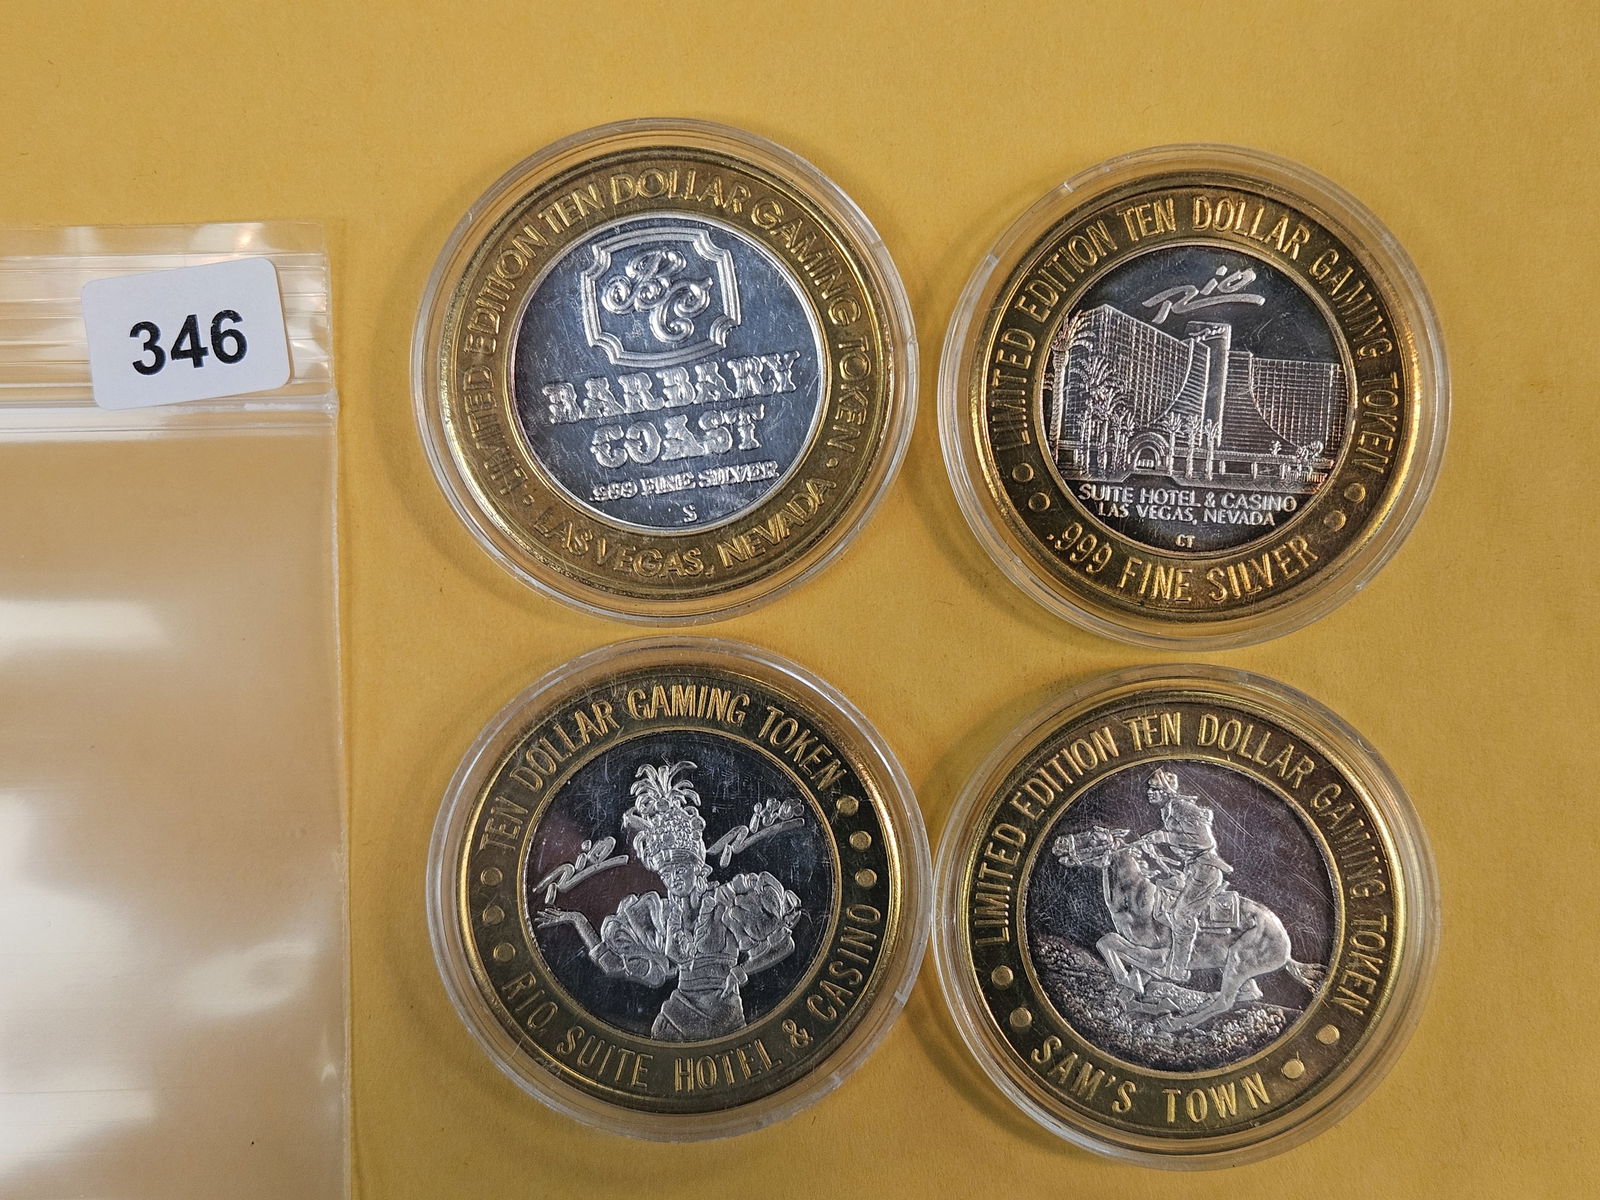 346
LIMITED EDITION TEN DOLLAR GAMING TOKEN
BC
BARBARY
COAST
.999 FINE SILVER
S
LAS VEGAS, NEVADA
LIMITED EDITION TEN DOLLAR GAMING TOKEN
Rio
SUITE HOTEL & CASINO
LAS VEGAS, NEVADA
CT
.999 FINE SILVER
TEN DOLLAR GAMING TOKEN
Rio
Rio
RIO SUITE HOTEL & CASINO
LIMITED EDITION TEN DOLLAR GAMING TOKEN
SAM'S TOWN